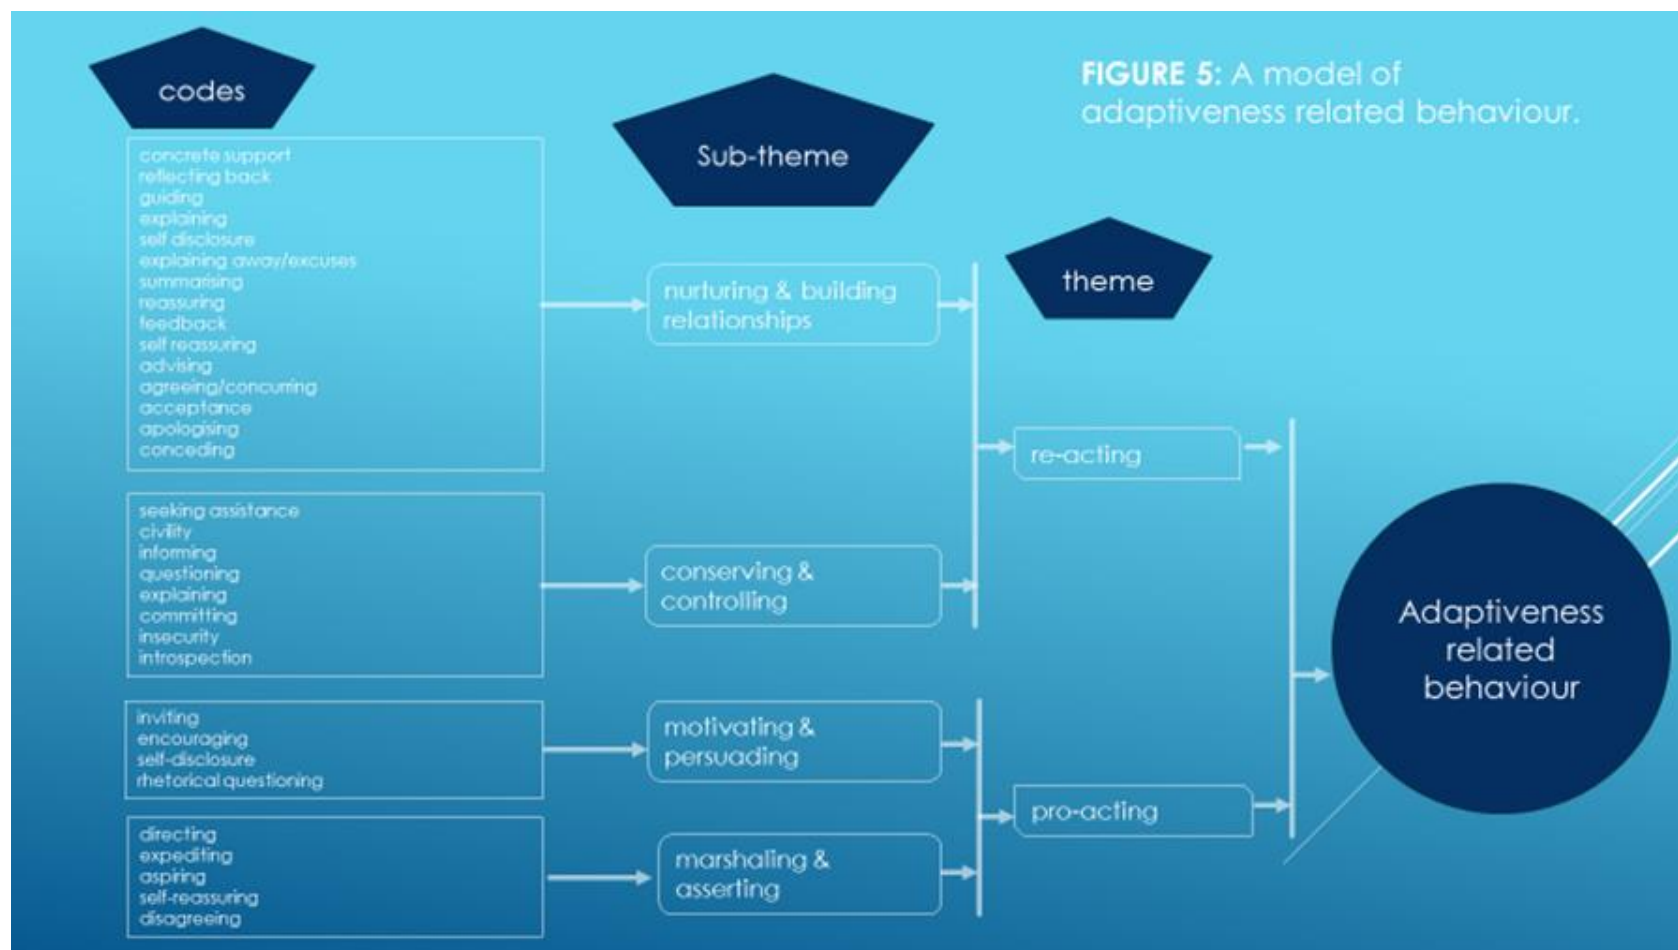 codes
Sub-theme
FIGURE 5: A model of
adaptiveness related behaviour.
theme
concrete support
reflecting back
guiding
explaining
self disclosure
explaining away/excuses
summarising
reassuring
feedback
self reassuring
advising
agreeing/concurring
acceptance
apologising
conceding
nurturing & building
relationships
seeking assistance
civility
informing
questioning
explaining
committing
insecurity
introspection
conserving &
controlling
re-acting
inviting
encouraging
self-disclosure
rhetorical questioning
motivating &
persuading
directing
expediting
aspiring
self-reassuring
disagreeing
marshaling &
asserting
pro-acting
Adaptiveness
related
behaviour